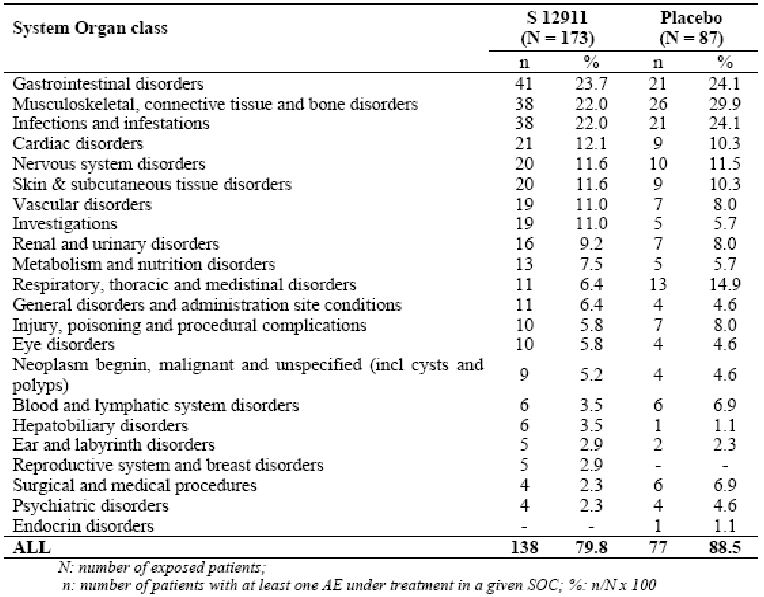 System Organ class S 12911 (N = 173) Placebo (N = 87)
n % n %
Gastrointestinal disorders 41 23.7 21 24.1
Musculoskeletal, connective tissue and bone disorders 38 22.0 26 29.9
Infections and infestations 38 22.0 21 24.1
Cardiac disorders 21 12.1 9 10.3
Nervous system disorders 20 11.6 10 11.5
Skin & subcutaneous tissue disorders 20 11.6 9 10.3
Vascular disorders 19 11.0 7 8.0
Investigations 19 11.0 5 5.7
Renal and urinary disorders 16 9.2 7 8.0
Metabolism and nutrition disorders 13 7.5 5 5.7
Respiratory, thoracic and medistinal disorders 11 6.4 13 14.9
General disorders and administration site conditions 11 6.4 4 4.6
Injury, poisoning and procedural complications 10 5.8 7 8.0
Eye disorders 10 5.8 4 4.6
Neoplasm begnin, malignant and unspecified (incl cysts and
polyps) 9 5.2 4 4.6
Blood and lymphatic system disorders 6 3.5 6 6.9
Hepatobiliary disorders 6 3.5 1 1.1
Ear and labyrinth disorders 5 2.9 2 2.3
Reproductive system and breast disorders 5 2.9 - -
Surgical and medical procedures 4 2.3 6 6.9
Psychiatric disorders 4 2.3 4 4.6
Endocrin disorders - - 1 1.1
ALL 138 79.8 77 88.5
N: number of exposed patients;
n: number of patients with at least one AE under treatment in a given SOC; %: n/N x 100